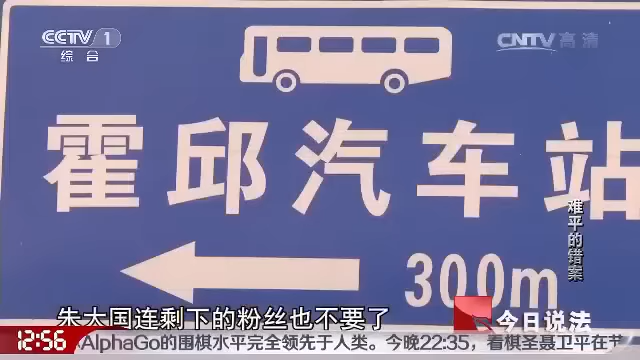 CCTV 1
综合
CNTV 高清
霍邱汽车站
难平的错案
300m
朱大国连剩下的粉丝也不要了
今日说法
12:56
AlphaGo的围棋水平完全领先于人类。今晚22:35，看棋圣聂卫平在节